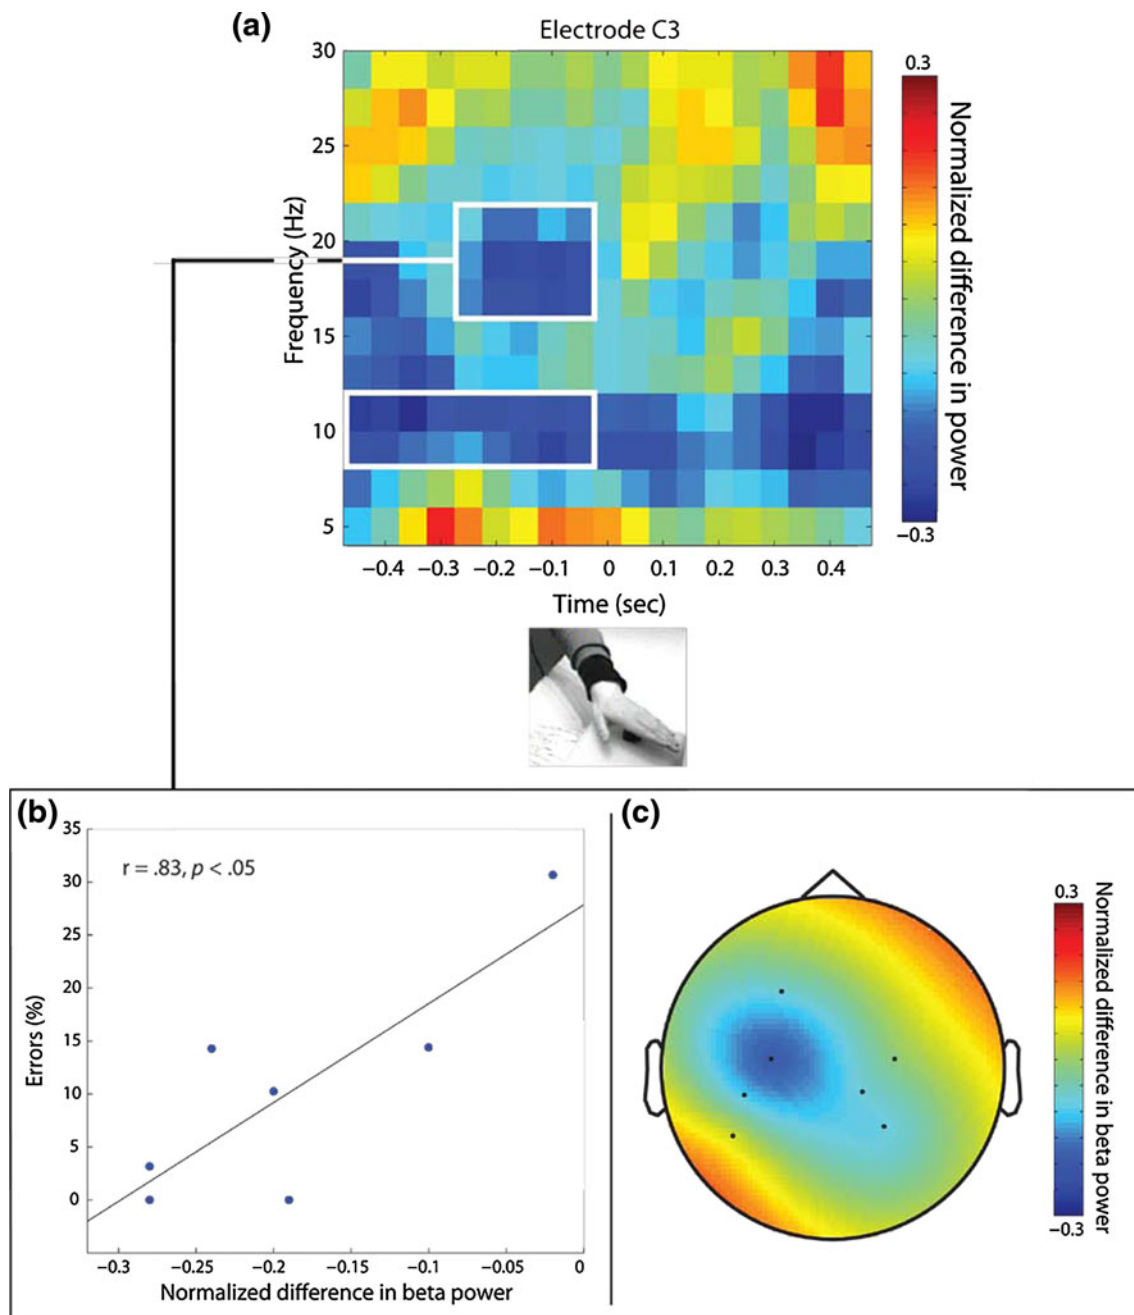 (a)
Electrode C3
30
25
20
15
10
5
Frequency (Hz)
−0.4 −0.3 −0.2 −0.1 0 0.1 0.2 0.3 0.4
Time (sec)
0.3
−0.3
Normalized difference in power
(b)
35
30
25
20
15
10
5
0
Errors (%)
r = .83, p < .05
−0.3 −0.25 −0.2 −0.15 −0.1 −0.05 0
Normalized difference in beta power
(c)
0.3
−0.3
Normalized difference in beta power